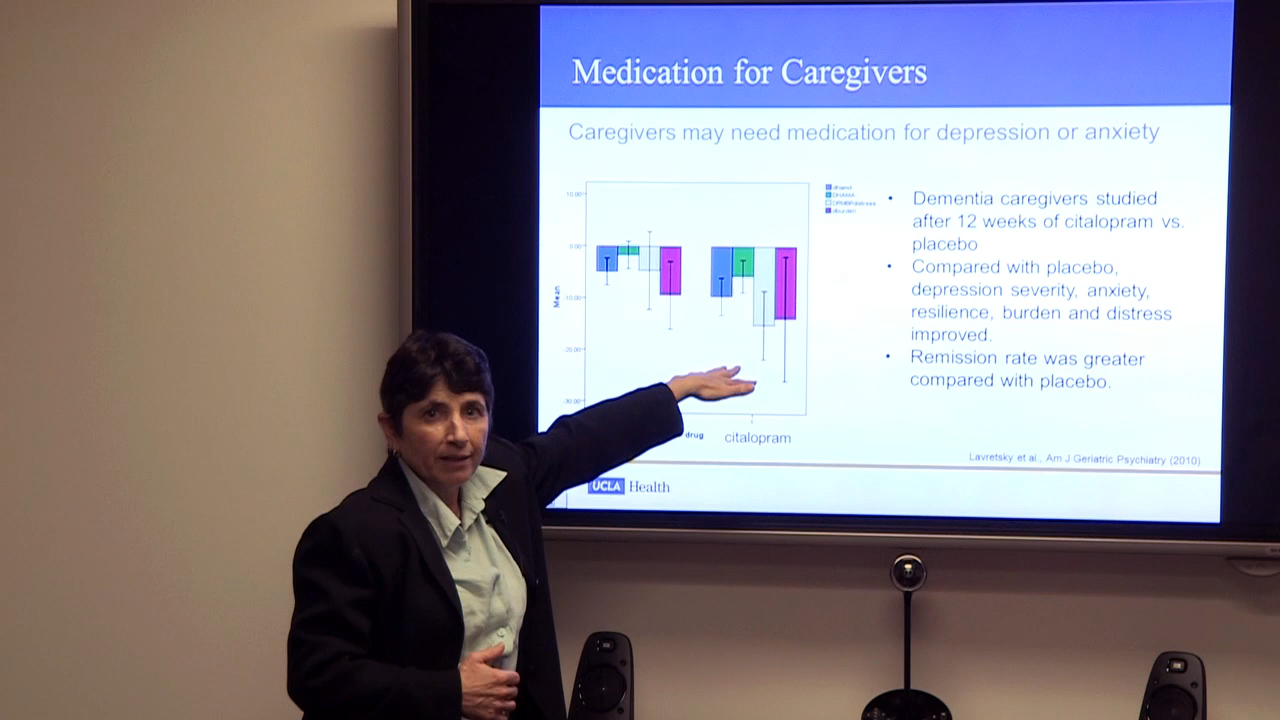 Medication for Caregivers
Caregivers may need medication for depression or anxiety
10.00
0.00
-10.00
-20.00
-30.00
Mean
drug
citalopram
• Dementia caregivers studied
after 12 weeks of citalopram vs.
placebo
• Compared with placebo,
depression severity, anxiety,
resilience, burden and distress
improved.
• Remission rate was greater
compared with placebo.
Lavretsky et al., Am J Geriatric Psychiatry (2010)
UCLA Health